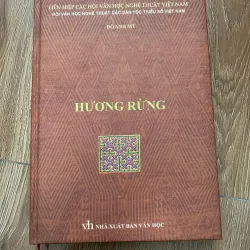 LIÊN HIỆP CÁC HỘI VĂN HỌC NGHỆ THUẬT VIỆT NAM
HỘI VĂN HỌC NGHỆ THUẬT CÁC DÂN TỘC THIỂU SỐ VIỆT NAM
HƯƠNG RỪNG
vh NHÀ XUẤT BẢN VĂN HỌC